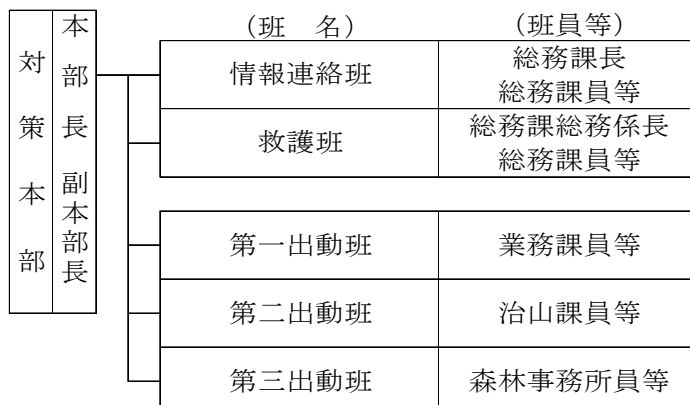 対策本部
本部長
副本部長
(班　名)
(班員等)
情報連絡班
総務課長
総務課員等
救護班
総務課総務係長
総務課員等
第一出動班
業務課員等
第二出動班
治山課員等
第三出動班
森林事務所員等